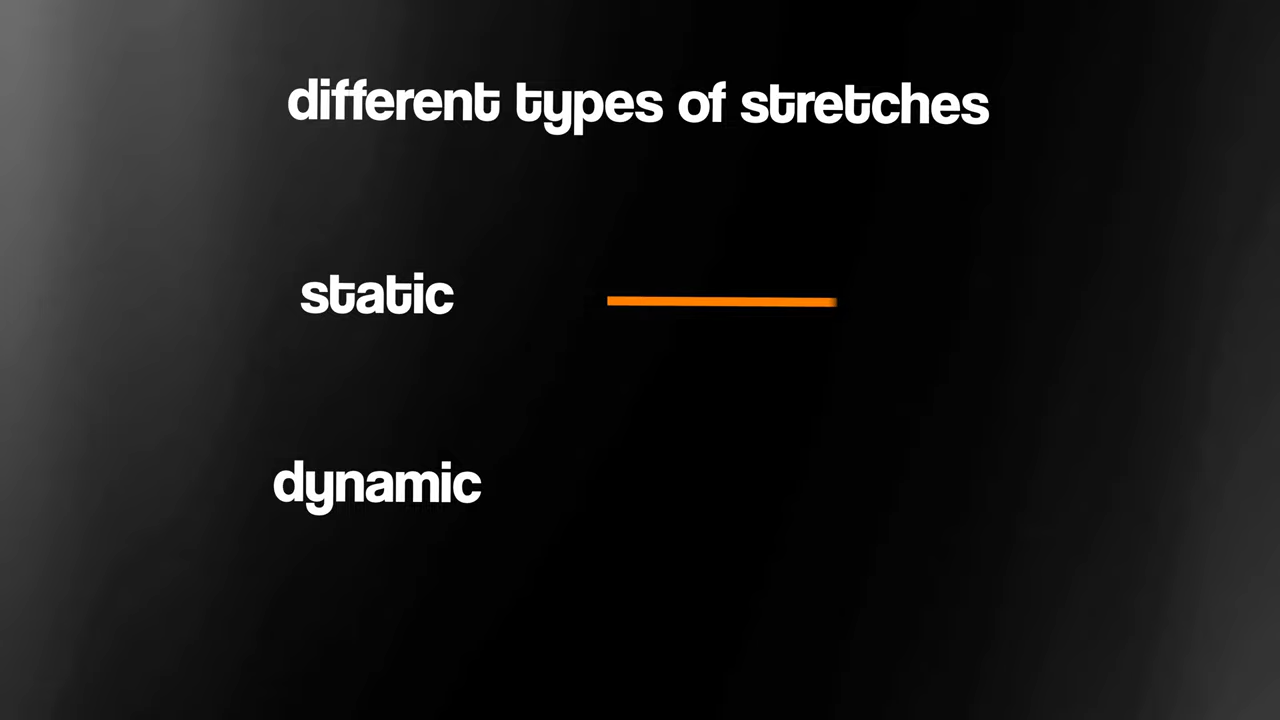 different types of stretches
static
dynamic